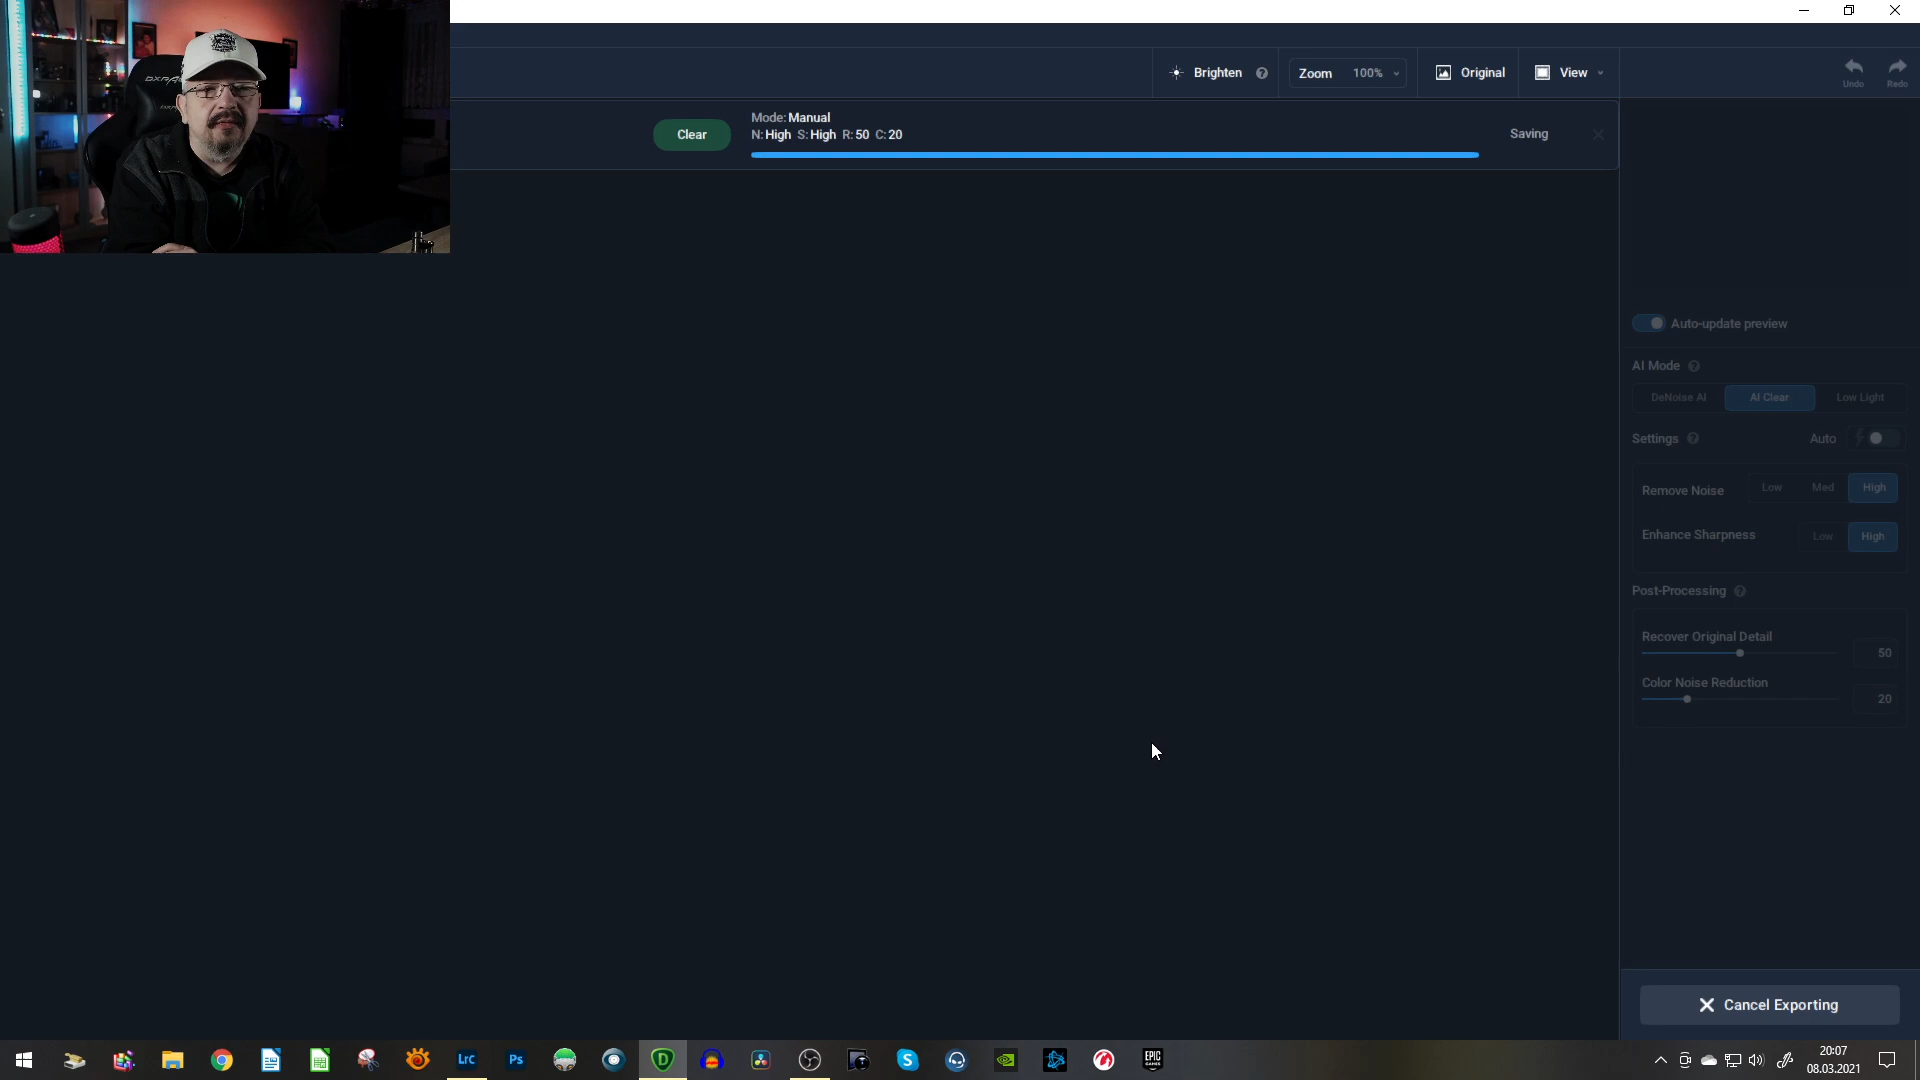 Brighten
Zoom 100%
Original
View
Undo
Redo
Clear
Mode: Manual
N: High S: High R: 50 C: 20
Saving
Auto-update preview
AI Mode
DeNoise AI AI Clear Low Light
Settings Auto
Remove Noise Low Med High
Enhance Sharpness Low High
Post-Processing
Recover Original Detail
50
Color Noise Reduction
20
Cancel Exporting
Lrc
Ps
EPIC
GAMES
20:07
08.03.2021